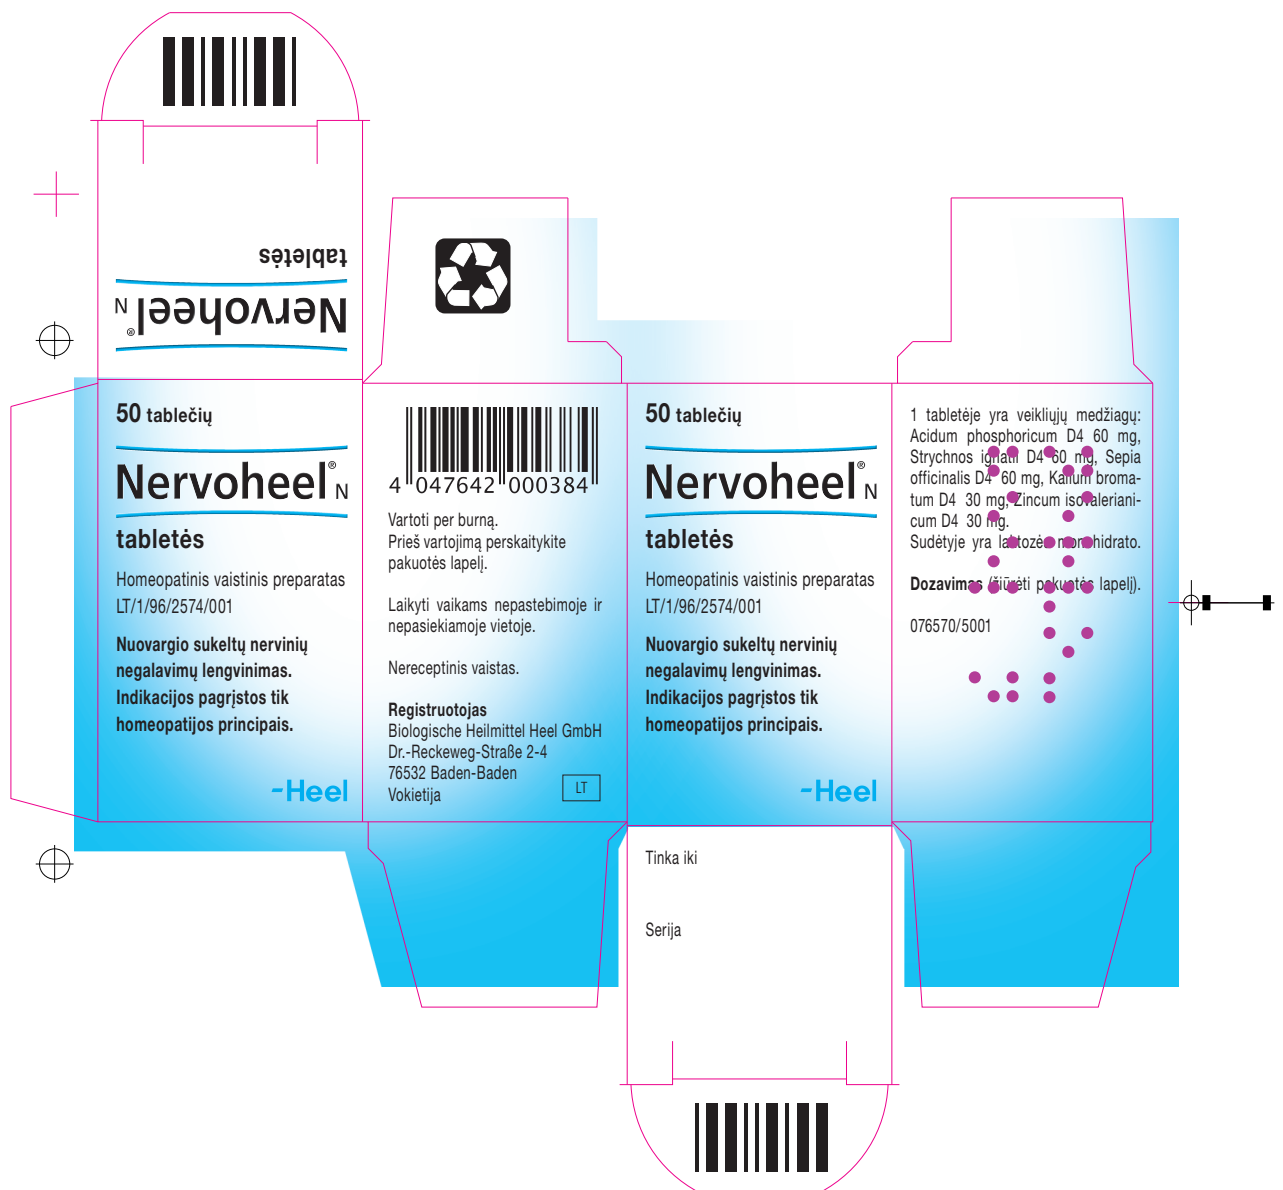 tabletės
Nervoheel® N
50 tablečių
Nervoheel® N
tabletės
Homeopatinis vaistinis preparatas
LT/1/96/2574/001
Nuovargio sukeltų nervinių
negalavimų lengvinimas.
Indikacijos pagrįstos tik
homeopatijos principais.
Heel
4 047642 000384
Vartoti per burną.
Prieš vartojimą perskaitykite
pakuotės lapelį.
Laikyti vaikams nepastebimoje ir
nepasiekiamoje vietoje.
Nereceptinis vaistas.
Registruotojas
Biologische Heilmittel Heel GmbH
Dr.-Reckeweg-Straße 2-4
76532 Baden-Baden
Vokietija
LT
50 tablečių
Nervoheel® N
tabletės
Homeopatinis vaistinis preparatas
LT/1/96/2574/001
Nuovargio sukeltų nervinių
negalavimų lengvinimas.
Indikacijos pagrįstos tik
homeopatijos principais.
Heel
1 tabletėje yra veikliųjų medžiagų:
Acidum phosphoricum D4 60 mg,
Strychnos ignatii D4 60 mg, Sepia
officinalis D4 60 mg, Kalium broma-
tum D4 30 mg, Zincum isovaleriani-
cum D4 30 mg.
Sudėtyje yra laktozės monohidrato.
Dozavimas (žiūrėti pakuotės lapelį).
076570/5001
Tinka iki
Serija